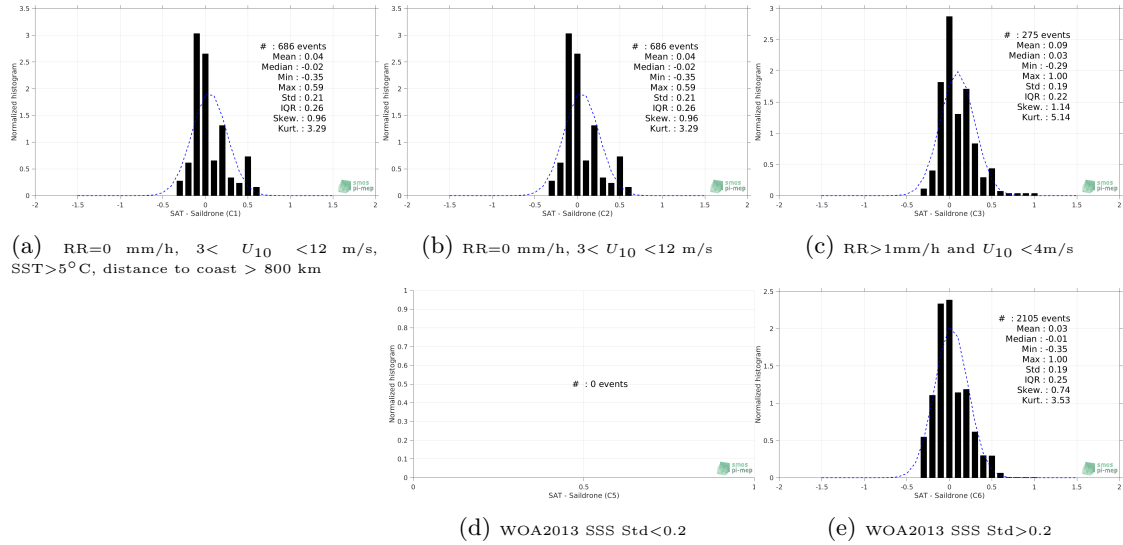 3.5
3
2.5
2
1.5
1
0.5
0
-2 -1.5 -1 -0.5 0 0.5 1 1.5 2
Normalized histogram
SAT - Saildrone (C1)
# : 686 events
Mean : 0.04
Median : -0.02
Min : -0.35
Max : 0.59
Std : 0.21
IQR : 0.26
Skew. : 0.96
Kurt. : 3.29
smos
pi-mep
(a) RR=0 mm/h, 3< U10 <12 m/s,
SST>5°C, distance to coast > 800 km
3.5
3
2.5
2
1.5
1
0.5
0
-2 -1.5 -1 -0.5 0 0.5 1 1.5 2
Normalized histogram
SAT - Saildrone (C2)
# : 686 events
Mean : 0.04
Median : -0.02
Min : -0.35
Max : 0.59
Std : 0.21
IQR : 0.26
Skew. : 0.96
Kurt. : 3.29
smos
pi-mep
(b) RR=0 mm/h, 3< U10 <12 m/s
3
2.5
2
1.5
1
0.5
0
-2 -1.5 -1 -0.5 0 0.5 1 1.5 2
Normalized histogram
SAT - Saildrone (C3)
# : 275 events
Mean : 0.09
Median : 0.03
Min : -0.29
Max : 1.00
Std : 0.19
IQR : 0.22
Skew. : 1.14
Kurt. : 5.14
smos
pi-mep
(c) RR>1mm/h and U10 <4m/s
1
0.9
0.8
0.7
0.6
0.5
0.4
0.3
0.2
0.1
0
0 0.5 1
Normalized histogram
SAT - Saildrone (C5)
# : 0 events
smos
pi-mep
(d) WOA2013 SSS Std<0.2
2.5
2
1.5
1
0.5
0
-2 -1.5 -1 -0.5 0 0.5 1 1.5 2
Normalized histogram
SAT - Saildrone (C6)
# : 2105 events
Mean : 0.03
Median : -0.01
Min : -0.35
Max : 1.00
Std : 0.19
IQR : 0.25
Skew. : 0.74
Kurt. : 3.53
smos
pi-mep
(e) WOA2013 SSS Std>0.2